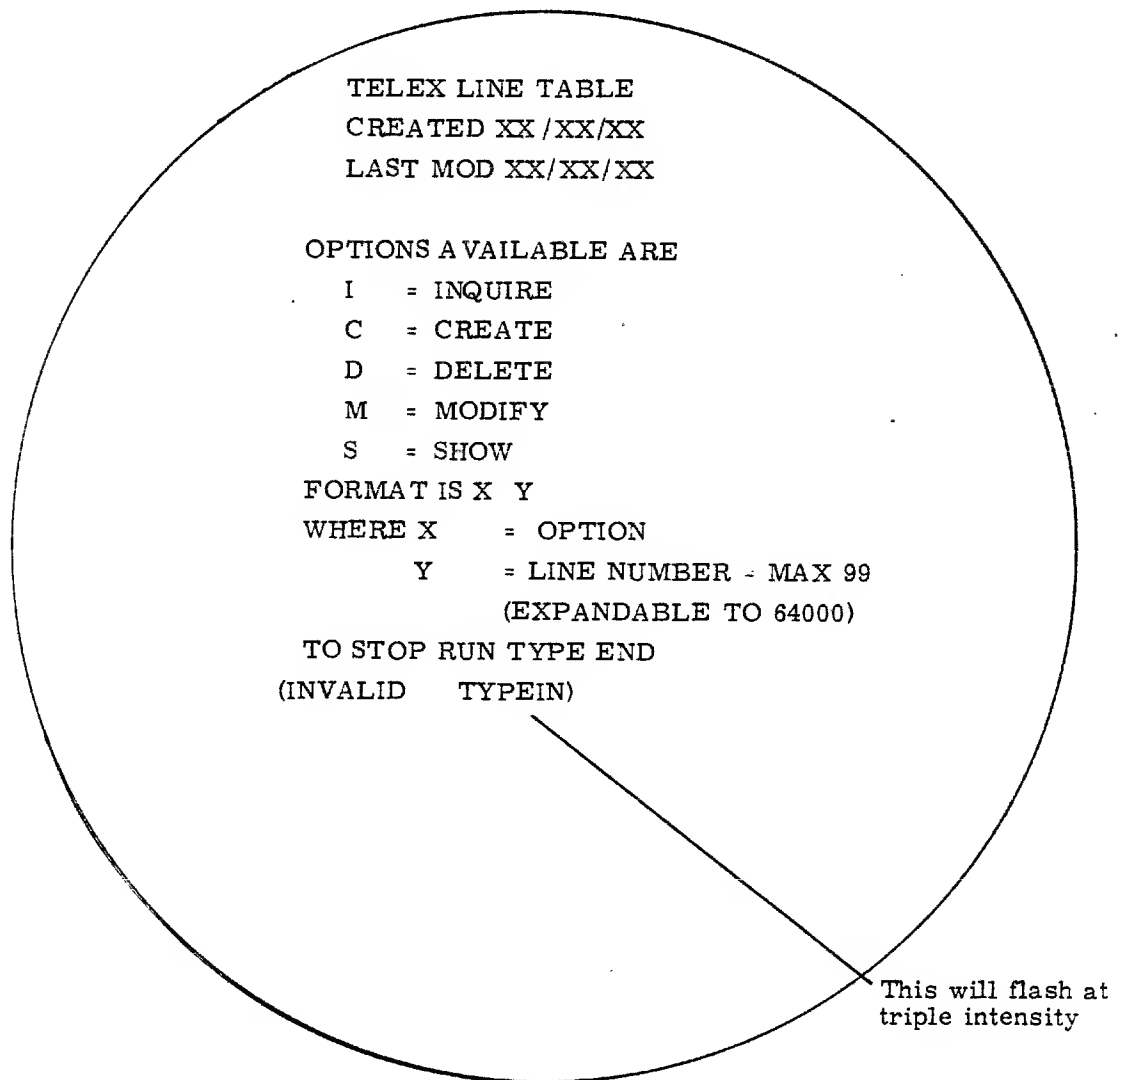 TELEX LINE TABLE
CREATED XX/XX/XX
LAST MOD XX/XX/XX
OPTIONS AVAILABLE ARE
I = INQUIRE
C = CREATE
D = DELETE
M = MODIFY
S = SHOW
FORMAT IS X Y
WHERE X = OPTION
Y = LINE NUMBER - MAX 99
(EXPANDABLE TO 64000)
TO STOP RUN TYPE END
(INVALID TYPEIN)
This will flash at
triple intensity